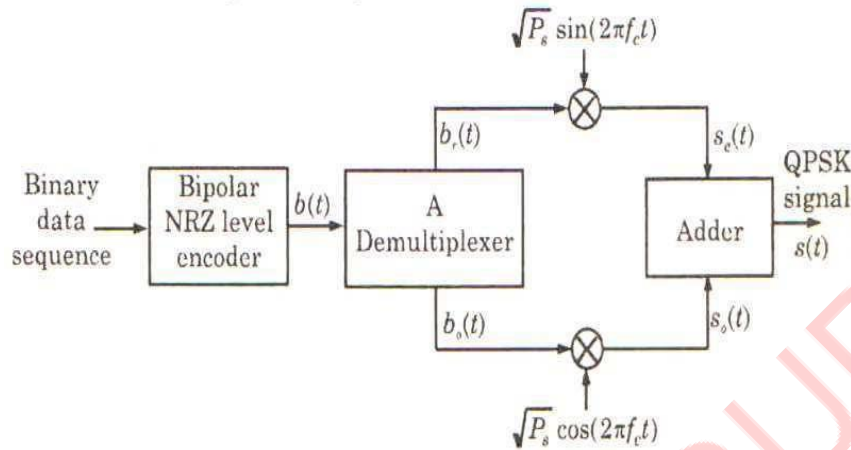 √P_s sin(2πf_c t)
b_r(t)
s_e(t)
Binary
data
sequence
Bipolar
NRZ level
encoder
b(t)
A
Demultiplexer
Adder
QPSK
signal
s(t)
b_o(t)
s_o(t)
√P_s cos(2πf_c t)